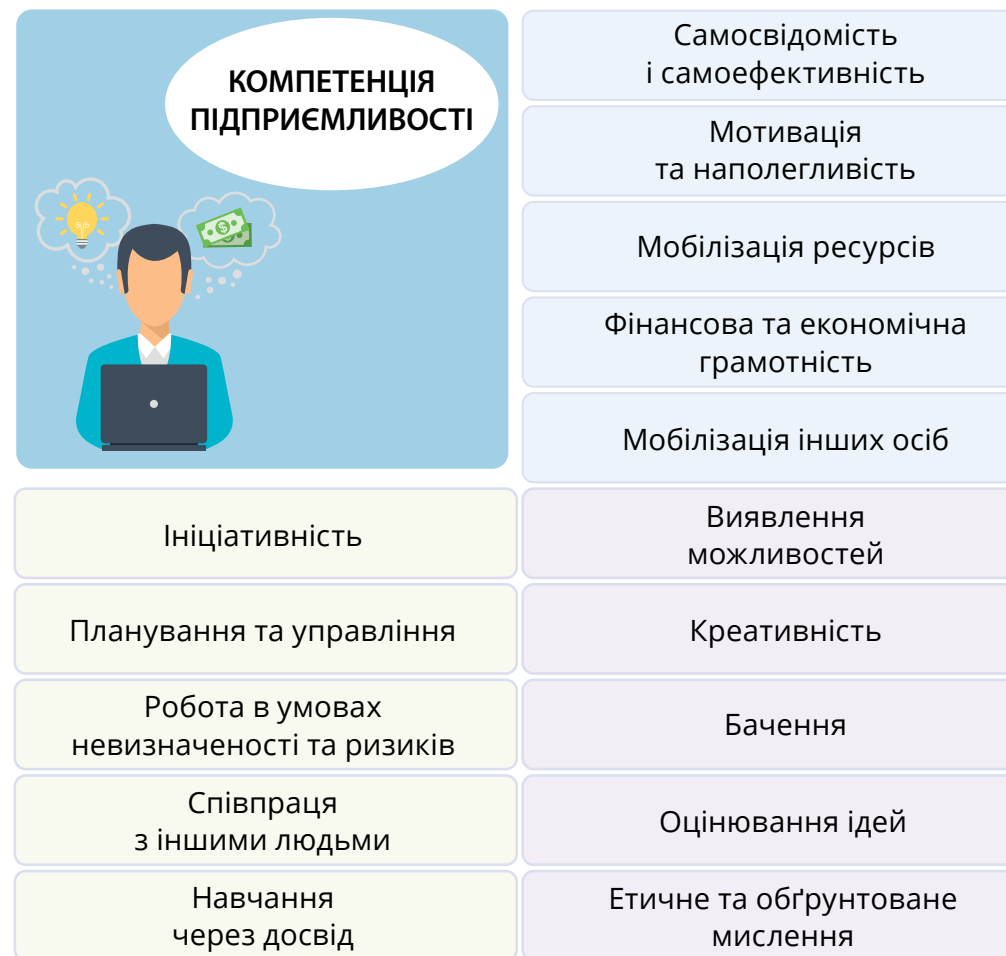 КОМПЕТЕНЦІЯ
ПІДПРИЄМЛИВОСТІ
Самосвідомість
і самоефективність
Мотивація
та наполегливість
Мобілізація ресурсів
Фінансова та економічна
грамотність
Мобілізація інших осіб
Ініціативність
Планування та управління
Робота в умовах
невизначеності та ризиків
Співпраця
з іншими людьми
Навчання
через досвід
Виявлення
можливостей
Креативність
Бачення
Оцінювання ідей
Етичне та обґрунтоване
мислення